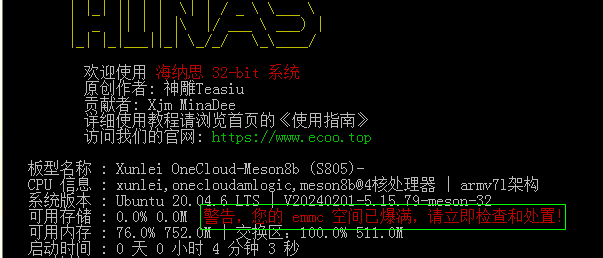 HINAS
欢迎使用 海纳思 32-bit 系统
原创作者: 神雕Teasiu
贡献者: Xjm MinaDee
详细使用教程请浏览首页的《使用指南》
访问我们的官网: https://www.ecoo.top
板型名称 : Xunlei OneCloud-Meson8b (S805)-
CPU 信息 : xunlei,onecloudamlogic,meson8b@4核处理器 | armv7l架构
系统版本 : Ubuntu 20.04.6 LTS | V20240201-5.15.79-meson-32
可用存储 : 0.0% 0.0M 警告, 您的 emmc 空间已爆满, 请立即检查和处置!
可用内存 : 76.0% 752.0M | 交换区: 100.0% 511.0M
启动时间 : 0 天 0 小时 4 分钟 3 秒